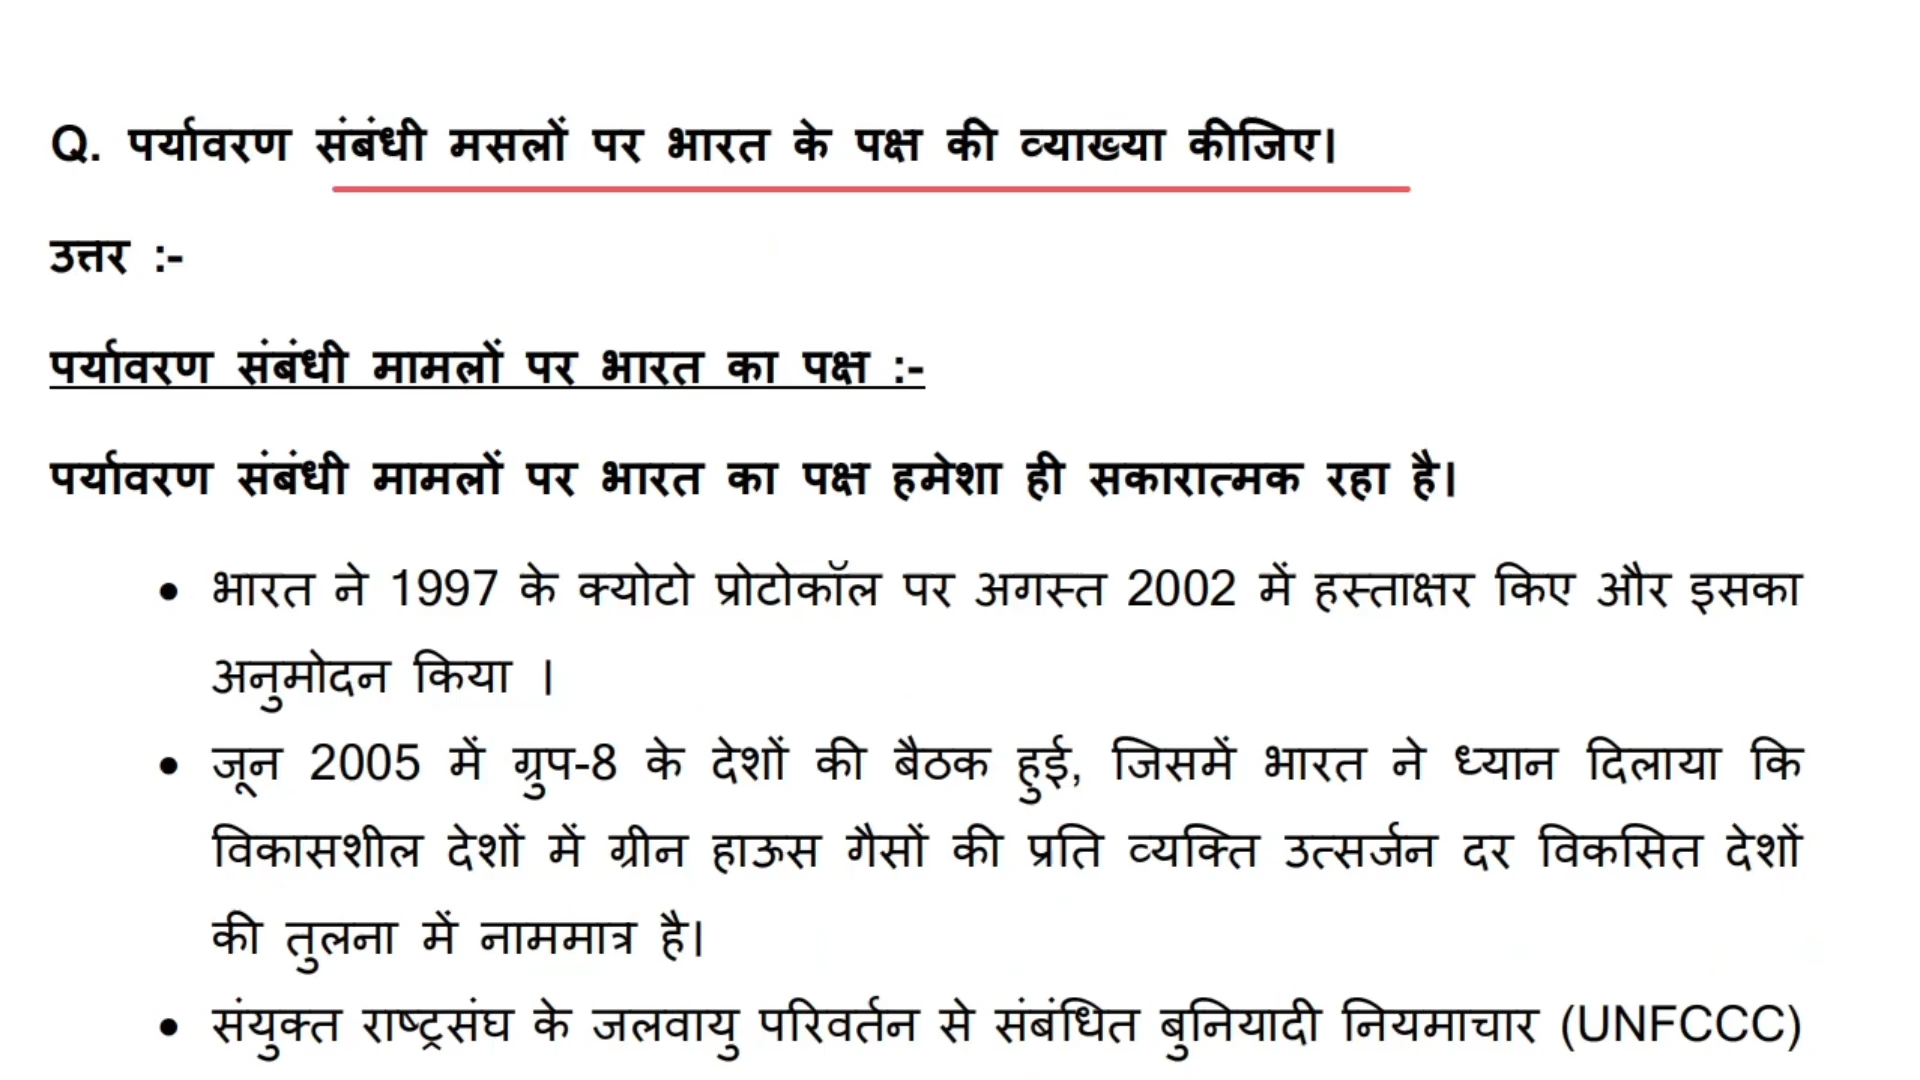 Q. पर्यावरण संबंधी मसलों पर भारत के पक्ष की व्याख्या कीजिए।
उत्तर :-
पर्यावरण संबंधी मामलों पर भारत का पक्ष :-
पर्यावरण संबंधी मामलों पर भारत का पक्ष हमेशा ही सकारात्मक रहा है।
• भारत ने 1997 के क्योटो प्रोटोकॉल पर अगस्त 2002 में हस्ताक्षर किए और इसका
अनुमोदन किया ।
• जून 2005 में ग्रुप-8 के देशों की बैठक हुई, जिसमें भारत ने ध्यान दिलाया कि
विकासशील देशों में ग्रीन हाऊस गैसों की प्रति व्यक्ति उत्सर्जन दर विकसित देशों
की तुलना में नाममात्र है।
• संयुक्त राष्ट्रसंघ के जलवायु परिवर्तन से संबंधित बुनियादी नियमाचार (UNFCCC)